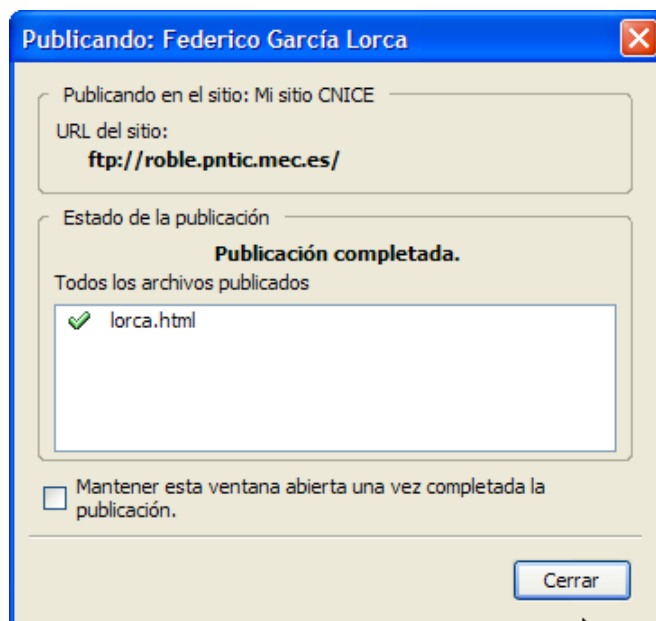 Publicando: Federico García Lorca
Publicando en el sitio: Mi sitio CNICE
URL del sitio:
ftp://roble.pntic.mec.es/
Estado de la publicación
Publicación completada.
Todos los archivos publicados
lorca.html
Mantener esta ventana abierta una vez completada la
publicación.
Cerrar